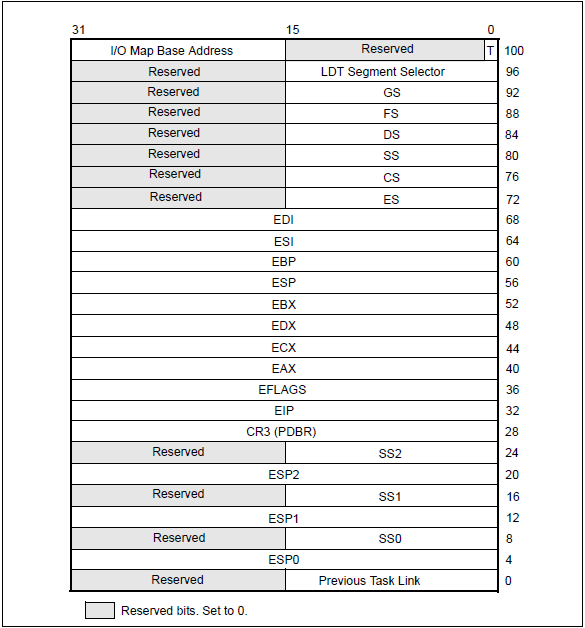 31 15 0
I/O Map Base Address Reserved T 100
Reserved LDT Segment Selector 96
Reserved GS 92
Reserved FS 88
Reserved DS 84
Reserved SS 80
Reserved CS 76
Reserved ES 72
EDI 68
ESI 64
EBP 60
ESP 56
EBX 52
EDX 48
ECX 44
EAX 40
EFLAGS 36
EIP 32
CR3 (PDBR) 28
Reserved SS2 24
ESP2 20
Reserved SS1 16
ESP1 12
Reserved SS0 8
ESP0 4
Reserved Previous Task Link 0
Reserved bits. Set to 0.